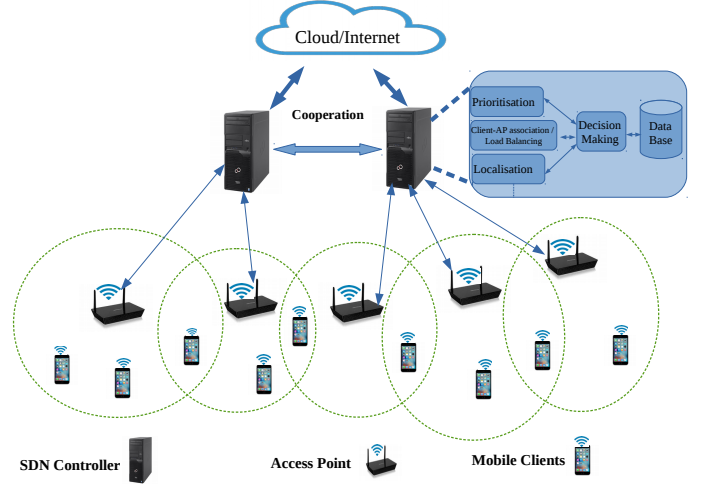 Cloud/Internet
Cooperation
Prioritisation
Client-AP association /
Load Balancing
Localisation
Decision
Making
Data
Base
SDN Controller
Access Point
Mobile Clients